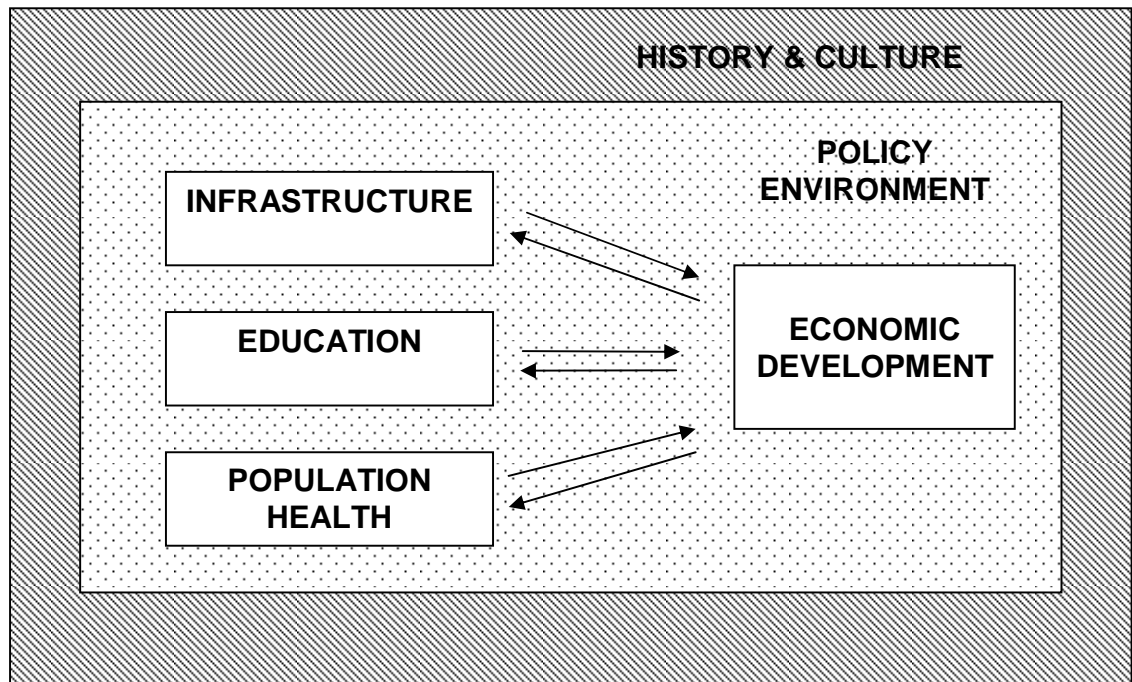 HISTORY & CULTURE
POLICY
ENVIRONMENT
INFRASTRUCTURE
EDUCATION
POPULATION
HEALTH
ECONOMIC
DEVELOPMENT